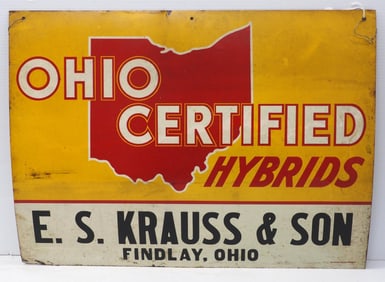 OHIO
CERTIFIED
HYBRIDS
E. S. KRAUSS & SON
FINDLAY, OHIO